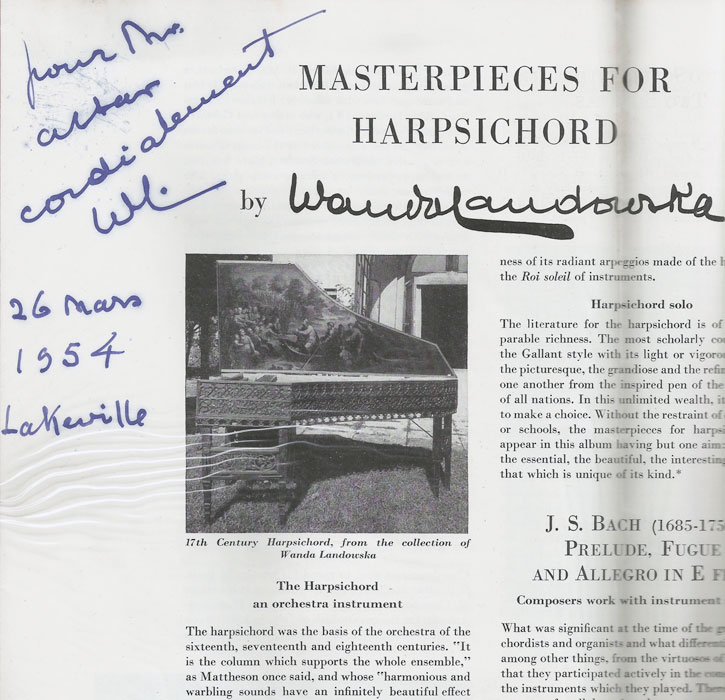 pour Mr.
altar
cordialement
WL.
26 mars
1954
Lakeville
MASTERPIECES FOR
HARPSICHORD
by Wanda Landowska
17th Century Harpsichord, from the collection of
Wanda Landowska
The Harpsichord
an orchestra instrument
The harpsichord was the basis of the orchestra of the
sixteenth, seventeenth and eighteenth centuries. "It
is the column which supports the whole ensemble,"
as Mattheson once said, and whose "harmonious and
warbling sounds have an infinitely beautiful effect
ness of its radiant arpeggios made of the
the Roi soleil of instruments.
Harpsichord solo
The literature for the harpsichord is of
parable richness. The most scholarly
the Gallant style with its light or
the picturesque, the grandiose and the
one another from the inspired pen of the
of all nations. In this unlimited wealth,
to make a choice. Without the restraint of
or schools, the masterpieces for
appear in this album having but one
the essential, the beautiful, the interesting
that which is unique of its kind.*
J. S. BACH (1685-175
PRELUDE, FUGUE
AND ALLEGRO IN E
Composers work with instrument
What was significant at the time of the
chordists and organists and what
among other things, from the virtuosos of
that they participated actively in the
the instruments which they played.